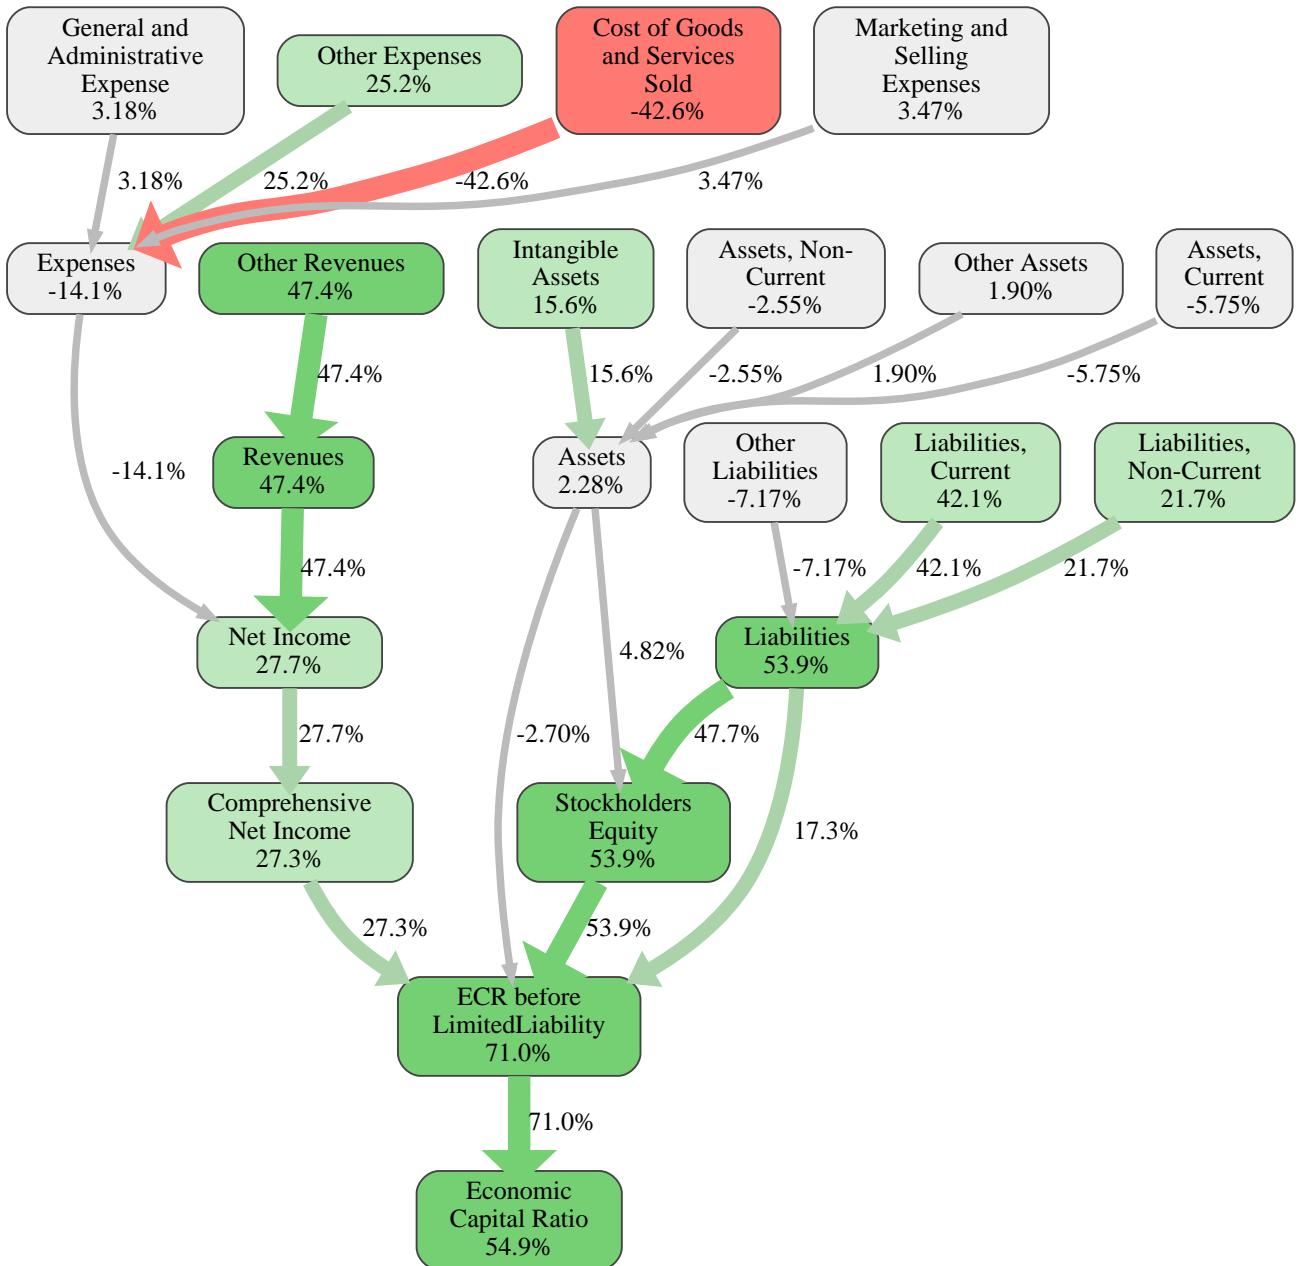 General and
Administrative
Expense
3.18%
Other Expenses
25.2%
Cost of Goods
and Services
Sold
-42.6%
Marketing and
Selling
Expenses
3.47%
3.18%
25.2%
-42.6%
3.47%
Expenses
-14.1%
Other Revenues
47.4%
Intangible
Assets
15.6%
Assets, Non-
Current
-2.55%
Other Assets
1.90%
Assets,
Current
-5.75%
47.4%
15.6%
-2.55%
1.90%
-5.75%
-14.1%
Revenues
47.4%
Assets
2.28%
Other
Liabilities
-7.17%
Liabilities,
Current
42.1%
Liabilities,
Non-Current
21.7%
47.4%
-7.17%
42.1%
21.7%
Net Income
27.7%
4.82%
Liabilities
53.9%
27.7%
-2.70%
47.7%
Comprehensive
Net Income
27.3%
Stockholders
Equity
53.9%
17.3%
27.3%
53.9%
ECR before
LimitedLiability
71.0%
71.0%
Economic
Capital Ratio
54.9%